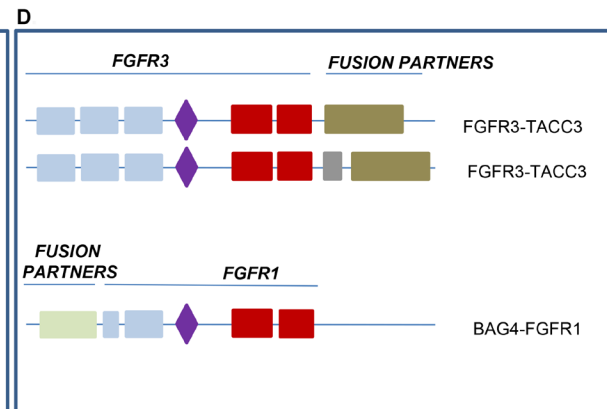 D
FGFR3
FUSION PARTNERS
FGFR3-TACC3
FGFR3-TACC3
FUSION
PARTNERS
FGFR1
BAG4-FGFR1